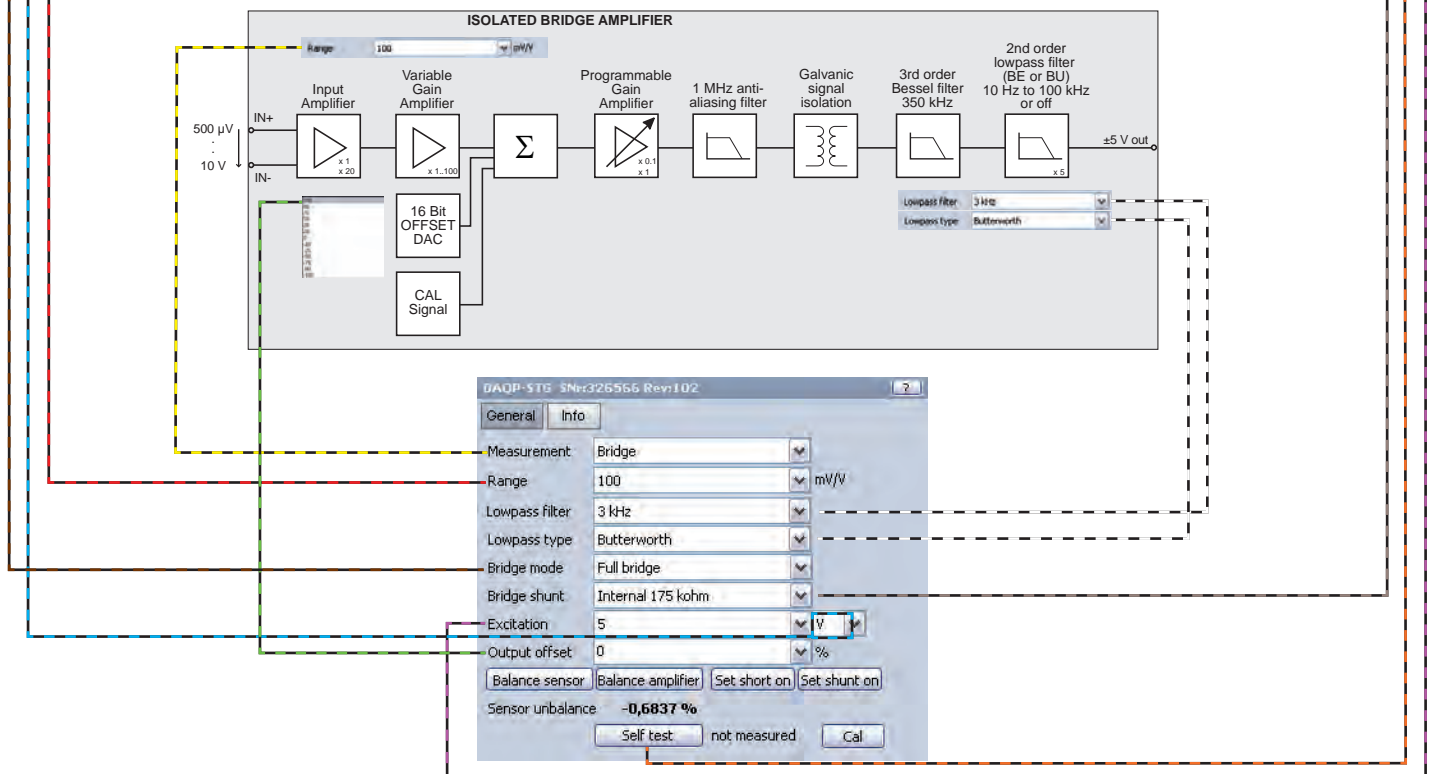 ISOLATED BRIDGE AMPLIFIER
Range 100 mV/V
Input
Amplifier
Variable
Gain
Amplifier
Programmable
Gain
Amplifier
1 MHz anti-
aliasing filter
Galvanic
signal
isolation
3rd order
Bessel filter
350 kHz
2nd order
lowpass filter
(BE or BU)
10 Hz to 100 kHz
or off
500 µV
.
.
10 V
IN+
IN-
x 1
x 20
x 1..100
Σ
x 0.1
x 1
x 5
±5 V out
16 Bit
OFFSET
DAC
CAL
Signal
Lowpass filter 3 kHz
Lowpass type Butterworth
DAQP-STG SNr:326566 Rev:102 ?
General Info
Measurement Bridge
Range 100 mV/V
Lowpass filter 3 kHz
Lowpass type Butterworth
Bridge mode Full bridge
Bridge shunt Internal 175 kohm
Excitation 5 V
Output offset 0 %
Balance sensor Balance amplifier Set short on Set shunt on
Sensor unbalance -0,6837 %
Self test not measured Cal